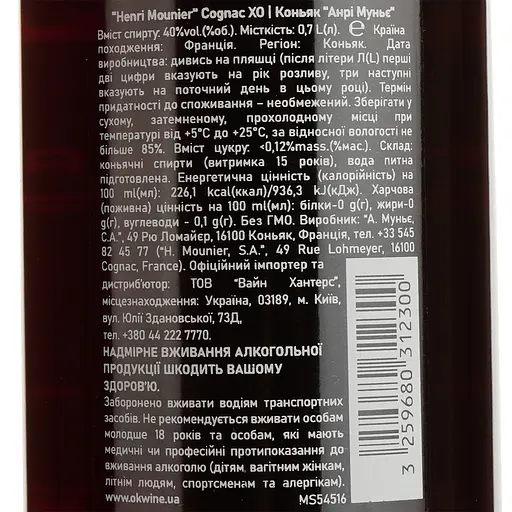 "Henri Mounier" Cognac XO | Коньяк "Анрі Муньє"
Вміст спирту: 40%vol.(%об.). Місткість: 0,7 L(л). ℮ Країна
походження: Франція. Регіон: Коньяк. Дата
виробництва: дивись на пляшці (після літери Л(L) перші
дві цифри вказують на рік розливу, три наступні
вказують на поточний день в цьому році). Термін
придатності до споживання – необмежений. Зберігати у
сухому, затемненому, прохолодному місці при
температурі від +5°С до +25°С, за відносної вологості не
більше 85%. Вміст цукру: <0,12%mass.(%мас.). Склад:
коньячні спирти (витримка 15 років), вода питна
підготовлена. Енергетична цінність (калорійність) на
100 ml(мл): 226,1 kcal(ккал)/936,3 kJ(кДж). Харчова
(поживна) цінність на 100 ml(мл): білки-0 g(г), жири-0
g(г), вуглеводи - 0,1 g(г). Без ГМО. Виробник: "А. Муньє,
С.А.", 49 Рю Ломайєр, 16100 Коньяк, Франція, тел. +33 545
82 45 77 ("H. Mounier, S.A.", 49 Rue Lohmeyer, 16100
Cognac, France). Офіційний імпортер та
дистриб'ютор: ТОВ "Вайн Хантерс",
місцезнаходження: Україна, 03189, м. Київ,
вул. Юлії Здановської, 73Д,
тел. +380 44 222 7770.
НАДМІРНЕ ВЖИВАННЯ АЛКОГОЛЬНОЇ
ПРОДУКЦІЇ ШКОДИТЬ ВАШОМУ
ЗДОРОВ'Ю.
Заборонено вживати водіям транспортних
засобів. Не рекомендується вживати особам
молодше 18 років та особам, які мають
медичні чи професійні протипоказання до
вживання алкоголю (дітям, вагітним жінкам,
літнім людям, спортсменам та алергікам).
www.okwine.ua MS54516
3 259680 312300